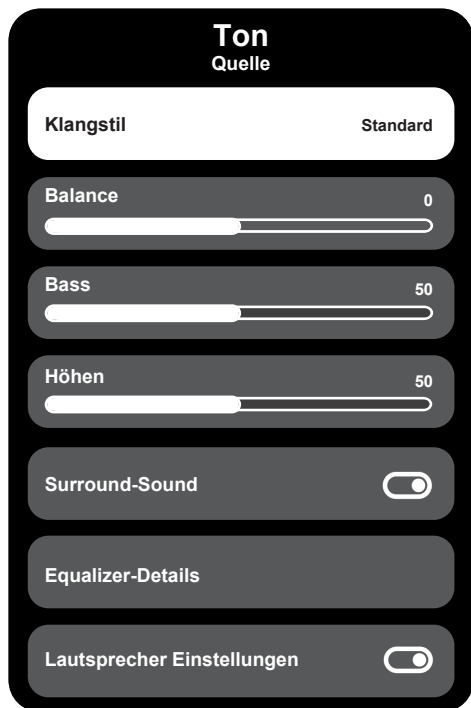 Ton
Quelle
Klangstil Standard
Balance 0
Bass 50
Höhen 50
Surround-Sound
Equalizer-Details
Lautsprecher Einstellungen